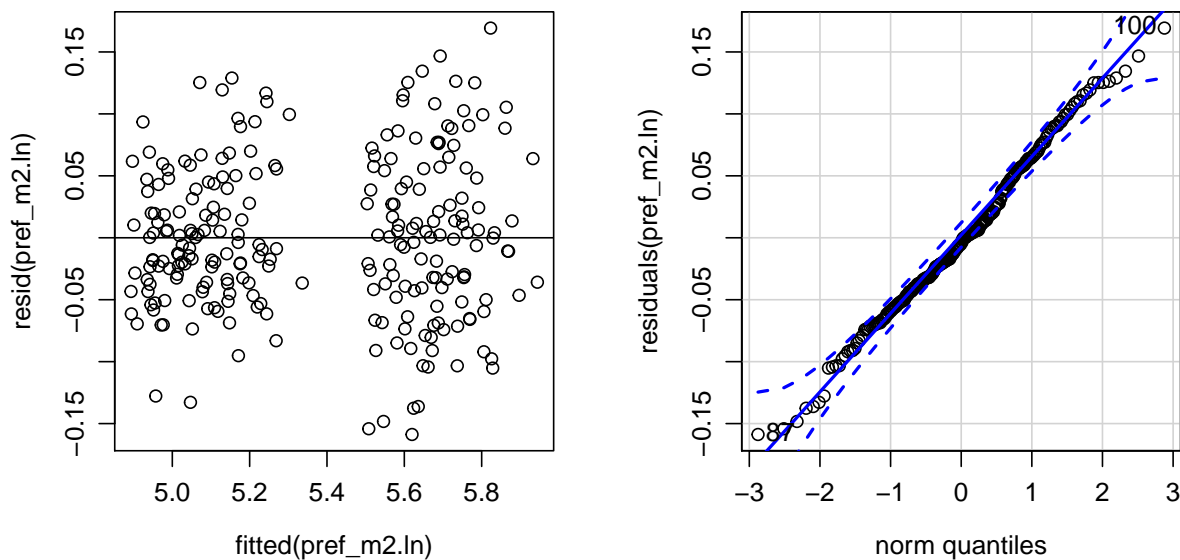 resid(pref_m2.ln)
0.15
0.05
−0.05
−0.15
5.0 5.2 5.4 5.6 5.8
fitted(pref_m2.ln)
residuals(pref_m2.ln)
0.15
0.05
−0.05
−0.15
100
87
−3 −2 −1 0 1 2 3
norm quantiles